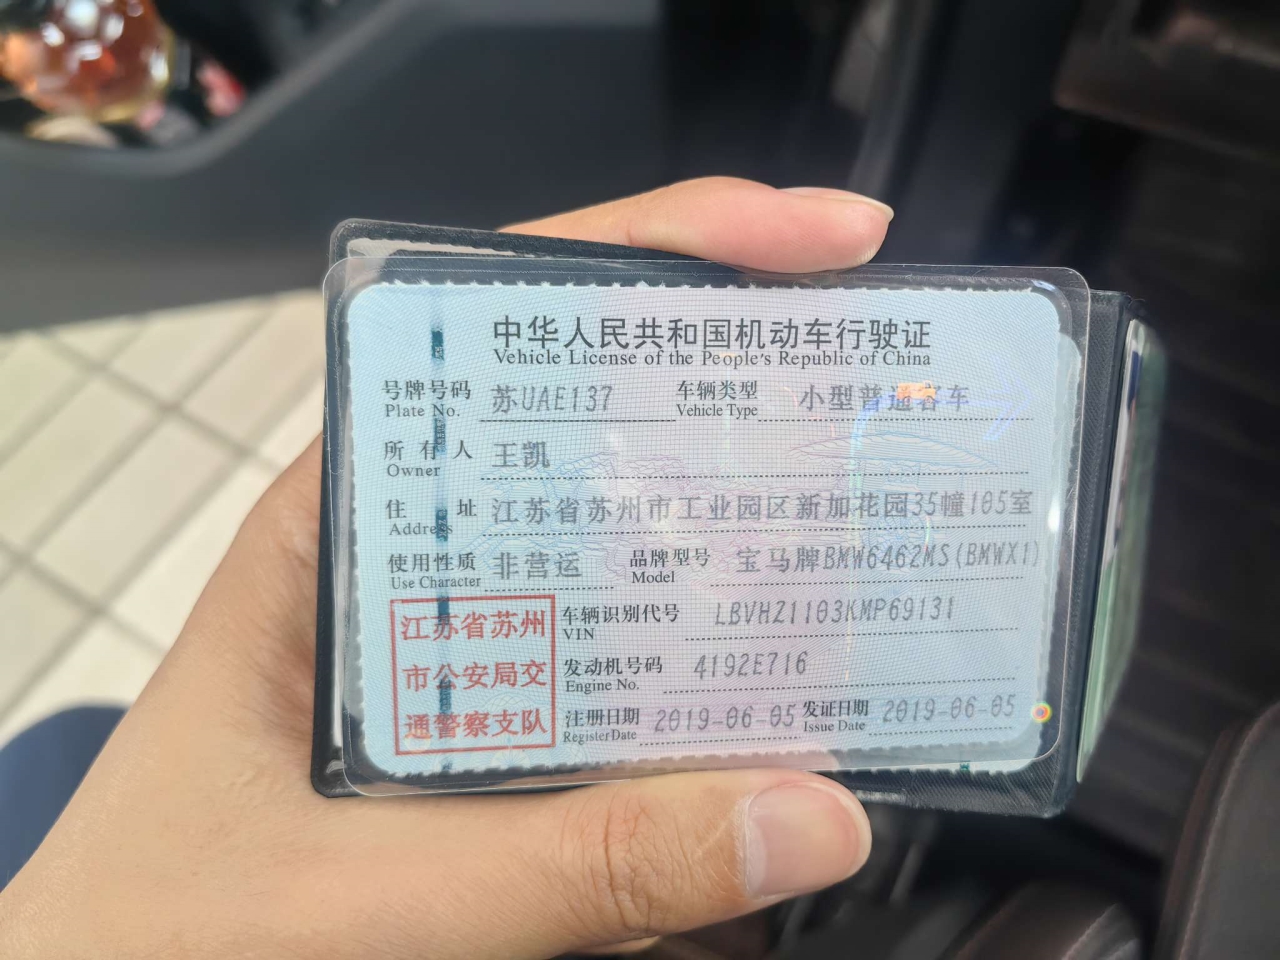 中华人民共和国机动车行驶证
Vehicle License of the People's Republic of China
号牌号码 苏UAE137 车辆类型 小型普通客车
Plate No. Vehicle Type
所有人 王凯
Owner
住址 江苏省苏州市工业园区新加花园35幢105室
Address
使用性质 非营运 品牌型号 宝马牌BMW6462MS(BMWX1)
Use Character Model
江苏省苏州
市公安局交
通警察支队
车辆识别代号 LBVHZ1103KMP69131
VIN
发动机号码 4192E716
Engine No.
注册日期 2019-06-05 发证日期 2019-06-05
Register Date Issue Date